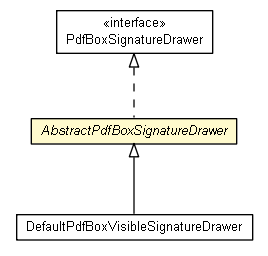 «interface»
PdfBoxSignatureDrawer
AbstractPdfBoxSignatureDrawer
DefaultPdfBoxVisibleSignatureDrawer